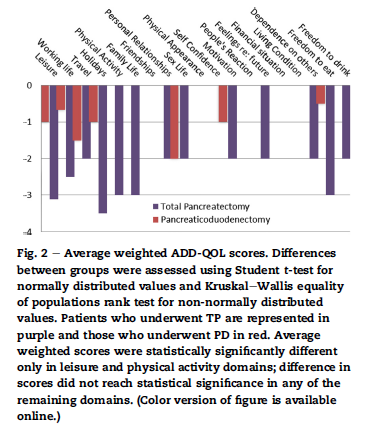 Leisure
Working life
Travel
Holidays
Physical Activity
Family Life
Friendships
Personal Relationships
Sex Life
Physical Appearance
Self Confidence
Motivation
People's Reaction
Feelings re: future
Financial situation
Living Condition
Dependence on others
Freedom to eat
Freedom to drink
0
-1
-2
-3
-4
Total Pancreatectomy
Pancreaticoduodenectomy
Fig. 2 – Average weighted ADD-QOL scores. Differences
between groups were assessed using Student t-test for
normally distributed values and Kruskal–Wallis equality
of populations rank test for non-normally distributed
values. Patients who underwent TP are represented in
purple and those who underwent PD in red. Average
weighted scores were statistically significantly different
only in leisure and physical activity domains; difference in
scores did not reach statistical significance in any of the
remaining domains. (Color version of figure is available
online.)